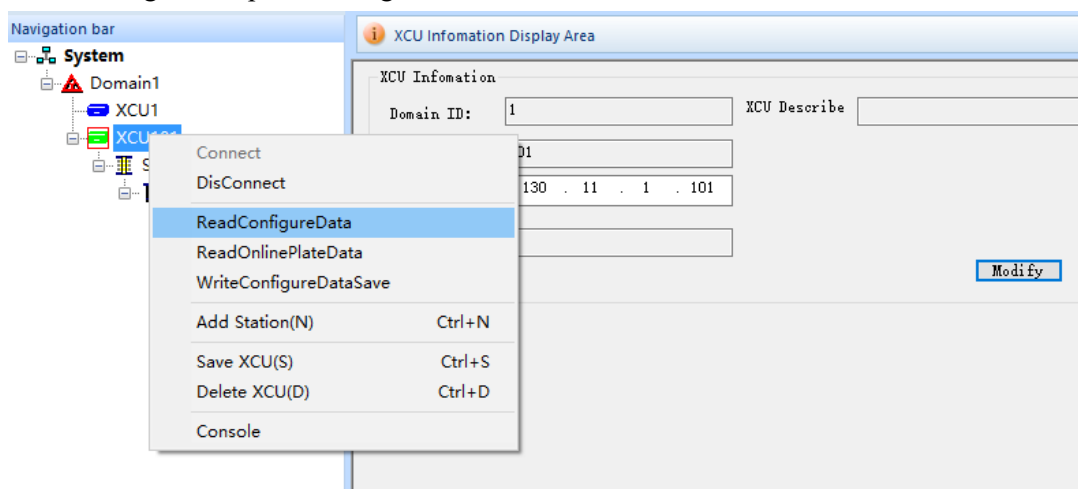 Navigation bar
System
Domain1
XCU1
XCU101
S
Connect
DisConnect
ReadConfigureData
ReadOnlinePlateData
WriteConfigureDataSave
Add Station(N) Ctrl+N
Save XCU(S) Ctrl+S
Delete XCU(D) Ctrl+D
Console
XCU Infomation Display Area
XCU Infomation
Domain ID: 1 XCU Describe
01
130 . 11 . 1 . 101
Modify